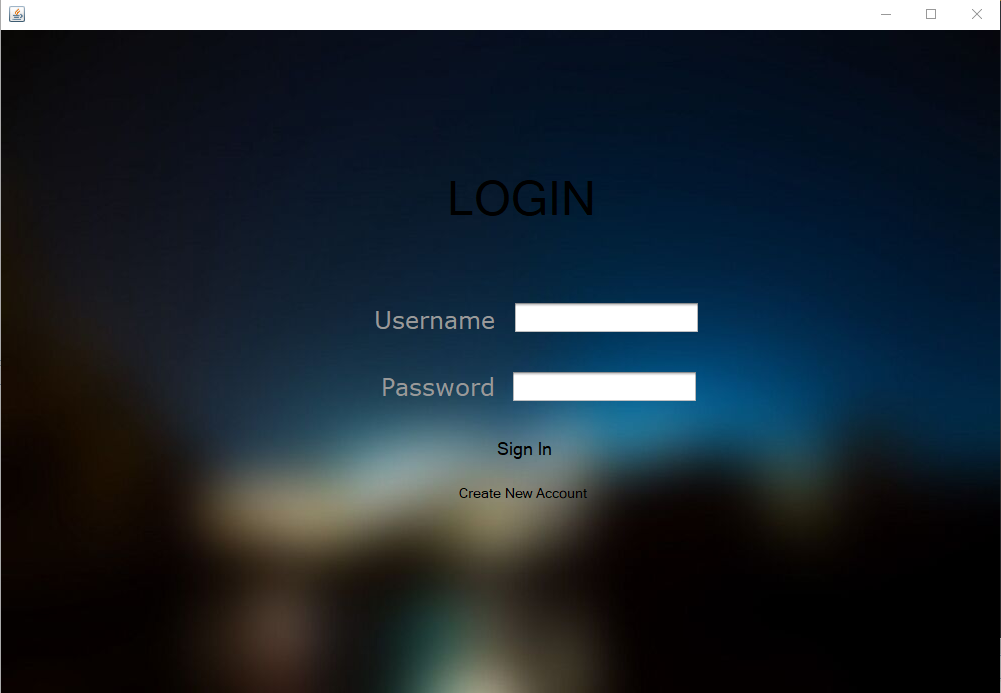 LOGIN
Username
Password
Sign In
Create New Account